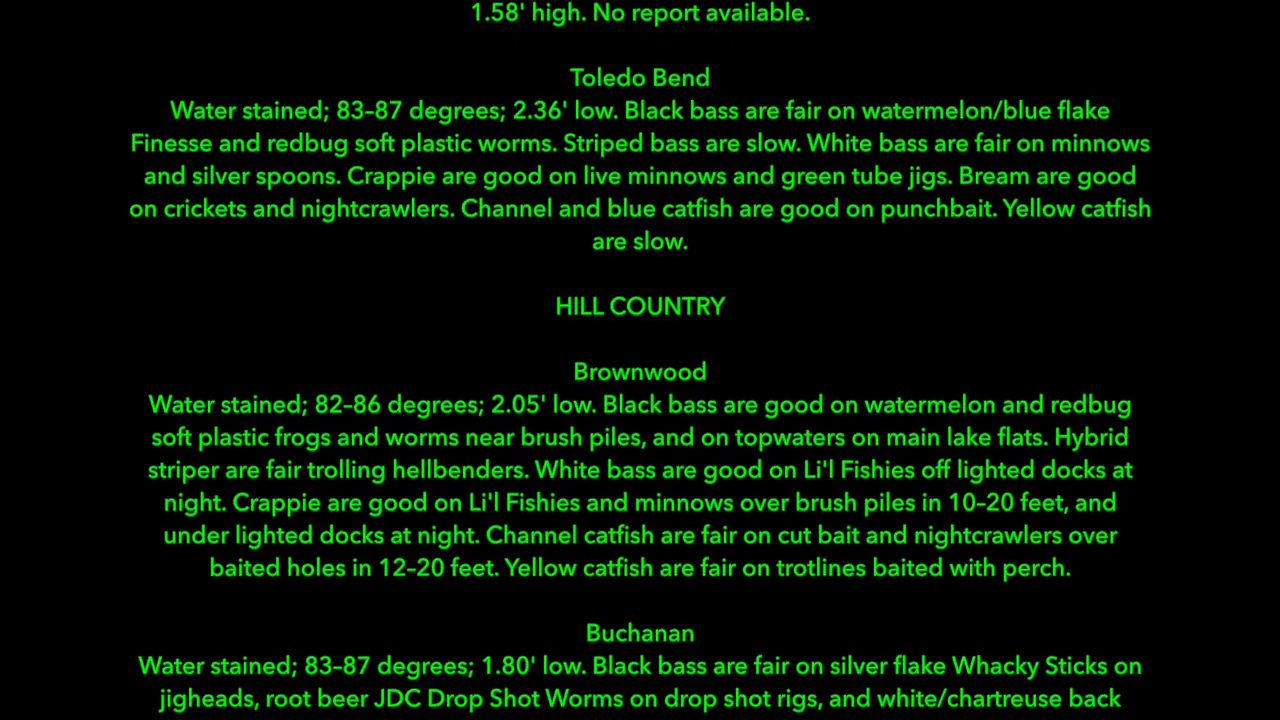 1.58' high. No report available.
Toledo Bend
Water stained; 83–87 degrees; 2.36' low. Black bass are fair on watermelon/blue flake
Finesse and redbug soft plastic worms. Striped bass are slow. White bass are fair on minnows
and silver spoons. Crappie are good on live minnows and green tube jigs. Bream are good
on crickets and nightcrawlers. Channel and blue catfish are good on punchbait. Yellow catfish
are slow.
HILL COUNTRY
Brownwood
Water stained; 82–86 degrees; 2.05' low. Black bass are good on watermelon and redbug
soft plastic frogs and worms near brush piles, and on topwaters on main lake flats. Hybrid
striper are fair trolling hellbenders. White bass are good on Li'l Fishies off lighted docks at
night. Crappie are good on Li'l Fishies and minnows over brush piles in 10–20 feet, and
under lighted docks at night. Channel catfish are fair on cut bait and nightcrawlers over
baited holes in 12–20 feet. Yellow catfish are fair on trotlines baited with perch.
Buchanan
Water stained; 83–87 degrees; 1.80' low. Black bass are fair on silver flake Whacky Sticks on
jigheads, root beer JDC Drop Shot Worms on drop shot rigs, and white/chartreuse back